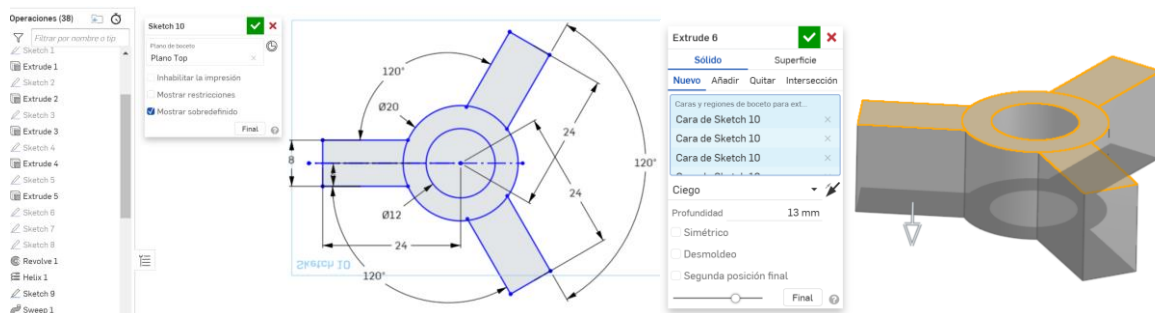 Operaciones (38)
Filtrar por nombre o tip
Sketch 1
Extrude 1
Sketch 2
Extrude 2
Sketch 3
Extrude 3
Sketch 4
Extrude 4
Sketch 5
Extrude 5
Sketch 6
Sketch 7
Sketch 8
Revolve 1
Helix 1
Sketch 9
Sweep 1
Sketch 10
Plano de boceto
Plano Top
Inhabilitar la impresión
Mostrar restricciones
Mostrar sobredefinido
Final
120°
Ø20
8
Ø12
24
120°
24
24
120°
Sketch 10
Extrude 6
Sólido
Superficie
Nuevo Añadir Quitar Intersección
Caras y regiones de boceto para ext...
Cara de Sketch 10
Cara de Sketch 10
Cara de Sketch 10
Cara de Sketch 10
Ciego
Profundidad 13 mm
Simétrico
Desmoldeo
Segunda posición final
Final